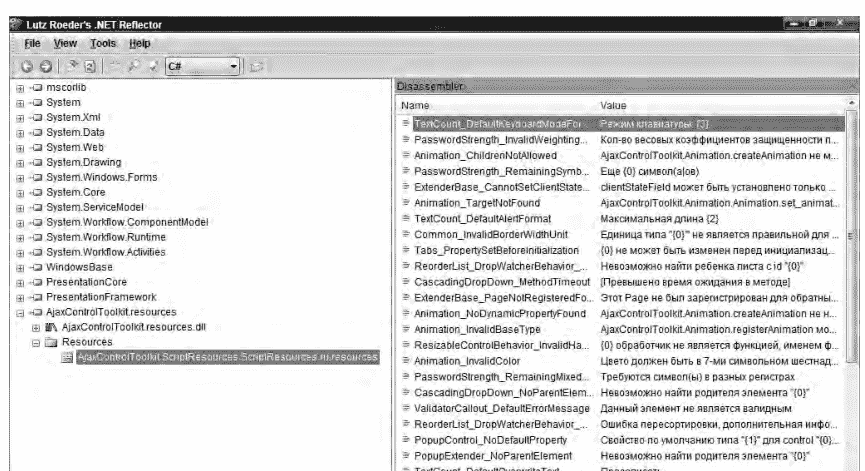 Lutz Roeder's .NET Reflector
File View Tools Help
C#
mscorlib
System
System.Xml
System.Data
System.Web
System.Drawing
System.Windows.Forms
System.Core
System.ServiceModel
System.Workflow.ComponentModel
System.Workflow.Runtime
System.Workflow.Activities
WindowsBase
PresentationCore
PresentationFramework
AjaxControlToolkit.resources
AjaxControlToolkit.resources.dll
Resources
AjaxControlToolkit.ScriptResources.ScriptResources.ru.resources
Disassembler
Name Value
TextCount_DefaultKeyboardModeFor... Режим клавиатуры: {3}
PasswordStrength_InvalidWeighting... Кол-во весовых коэффициентов защищенности п...
Animation_ChildrenNotAllowed AjaxControlToolkit.Animation.createAnimation не м...
PasswordStrength_RemainingSymb... Еще {0} символ(а|ов)
ExtenderBase_CannotSetClientState... clientStateField может быть установлено только ...
Animation_TargetNotFound AjaxControlToolkit.Animation.Animation.set_animat...
TextCount_DefaultAlertFormat Максимальная длина {2}
Common_InvalidBorderWidthUnit Единица типа "{0}"' не является правильной для ...
Tabs_PropertySetBeforeInitialization {0} не может быть изменен перед инициализац...
ReorderList_DropWatcherBehavior_... Невозможно найти ребенка листа с id "{0}"
CascadingDropDown_MethodTimeout [Превышено время ожидания в методе]
ExtenderBase_PageNotRegisteredFo... Этот Page не был зарегистрирован для обратны...
Animation_NoDynamicPropertyFound AjaxControlToolkit.Animation.createAnimation не н...
Animation_InvalidBaseType AjaxControlToolkit.Animation.registerAnimation мо...
ResizableControlBehavior_InvalidHa... {0} обработчик не является функцией, именем ф...
Animation_InvalidColor Цвето должен быть в 7-ми символьном шестнад...
PasswordStrength_RemainingMixed... Требуются символ(ы) в разных регистрах
CascadingDropDown_NoParentElem... Невозможно найти родителя элемента "{0}"
ValidatorCallout_DefaultErrorMessage Данный элемент не является валидным
ReorderList_DropWatcherBehavior_... Ошибка пересортировки, дополнительная инфо...
PopupControl_NoDefaultProperty Свойство по умолчанию типа "{1}" для control "{0}...
PopupExtender_NoParentElement Невозможно найти родителя элемента "{0}"